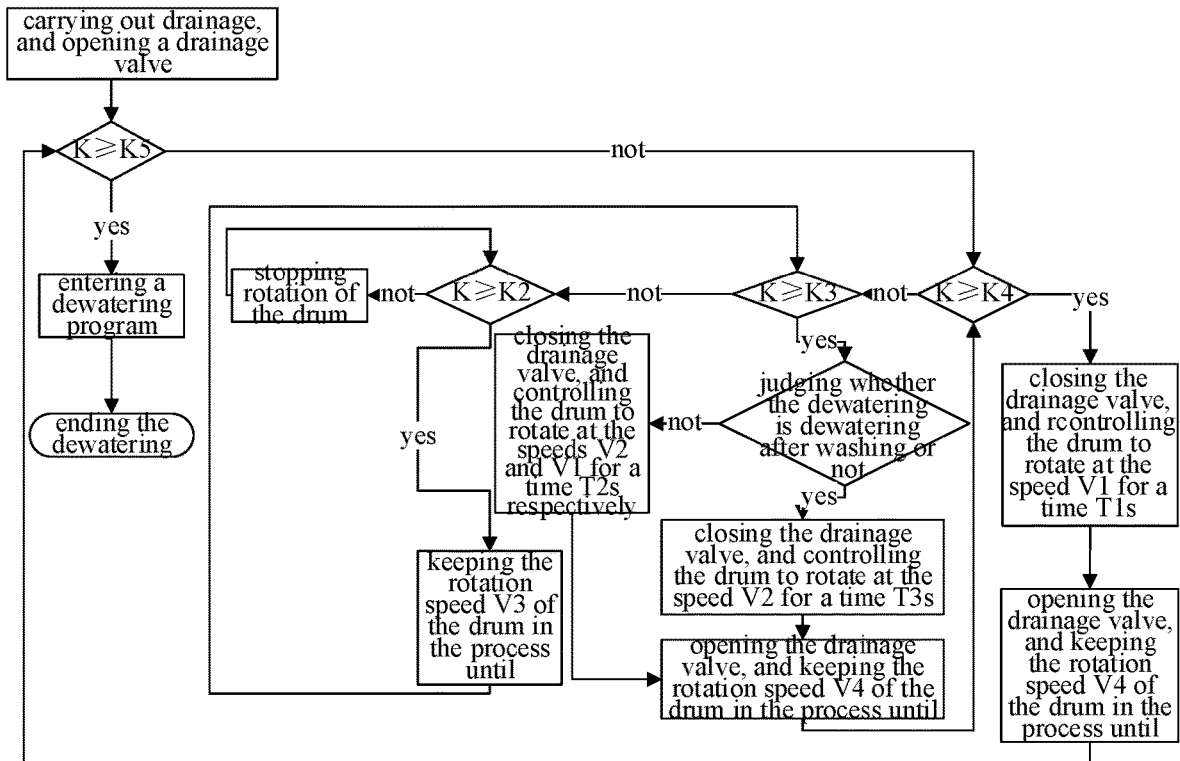 carrying out drainage,
and opening a drainage
valve
K≥K5
not
yes
entering a
dewatering
program
ending the
dewatering
stopping
rotation of
the drum
not
K≥K2
not
K≥K3
not
K≥K4
yes
yes
closing the
drainage
valve, and
controlling
the drum to
rotate at the
speeds V2
and V1 for a
time T2s
respectively
not
judging whether
the dewatering
is dewatering
after washing or
not
yes
yes
keeping the
rotation
speed V3 of
the drum in
the process
until
closing the drainage
valve, and controlling
the drum to rotate at the
speed V2 for a time T3s
opening the drainage
valve, and keeping the
rotation speed V4 of the
drum in the process until
closing the
drainage valve,
and rcontrolling
the drum to
rotate at the
speed V1 for a
time T1s
opening the
drainage valve,
and keeping
the rotation
speed V4 of
the drum in the
process until